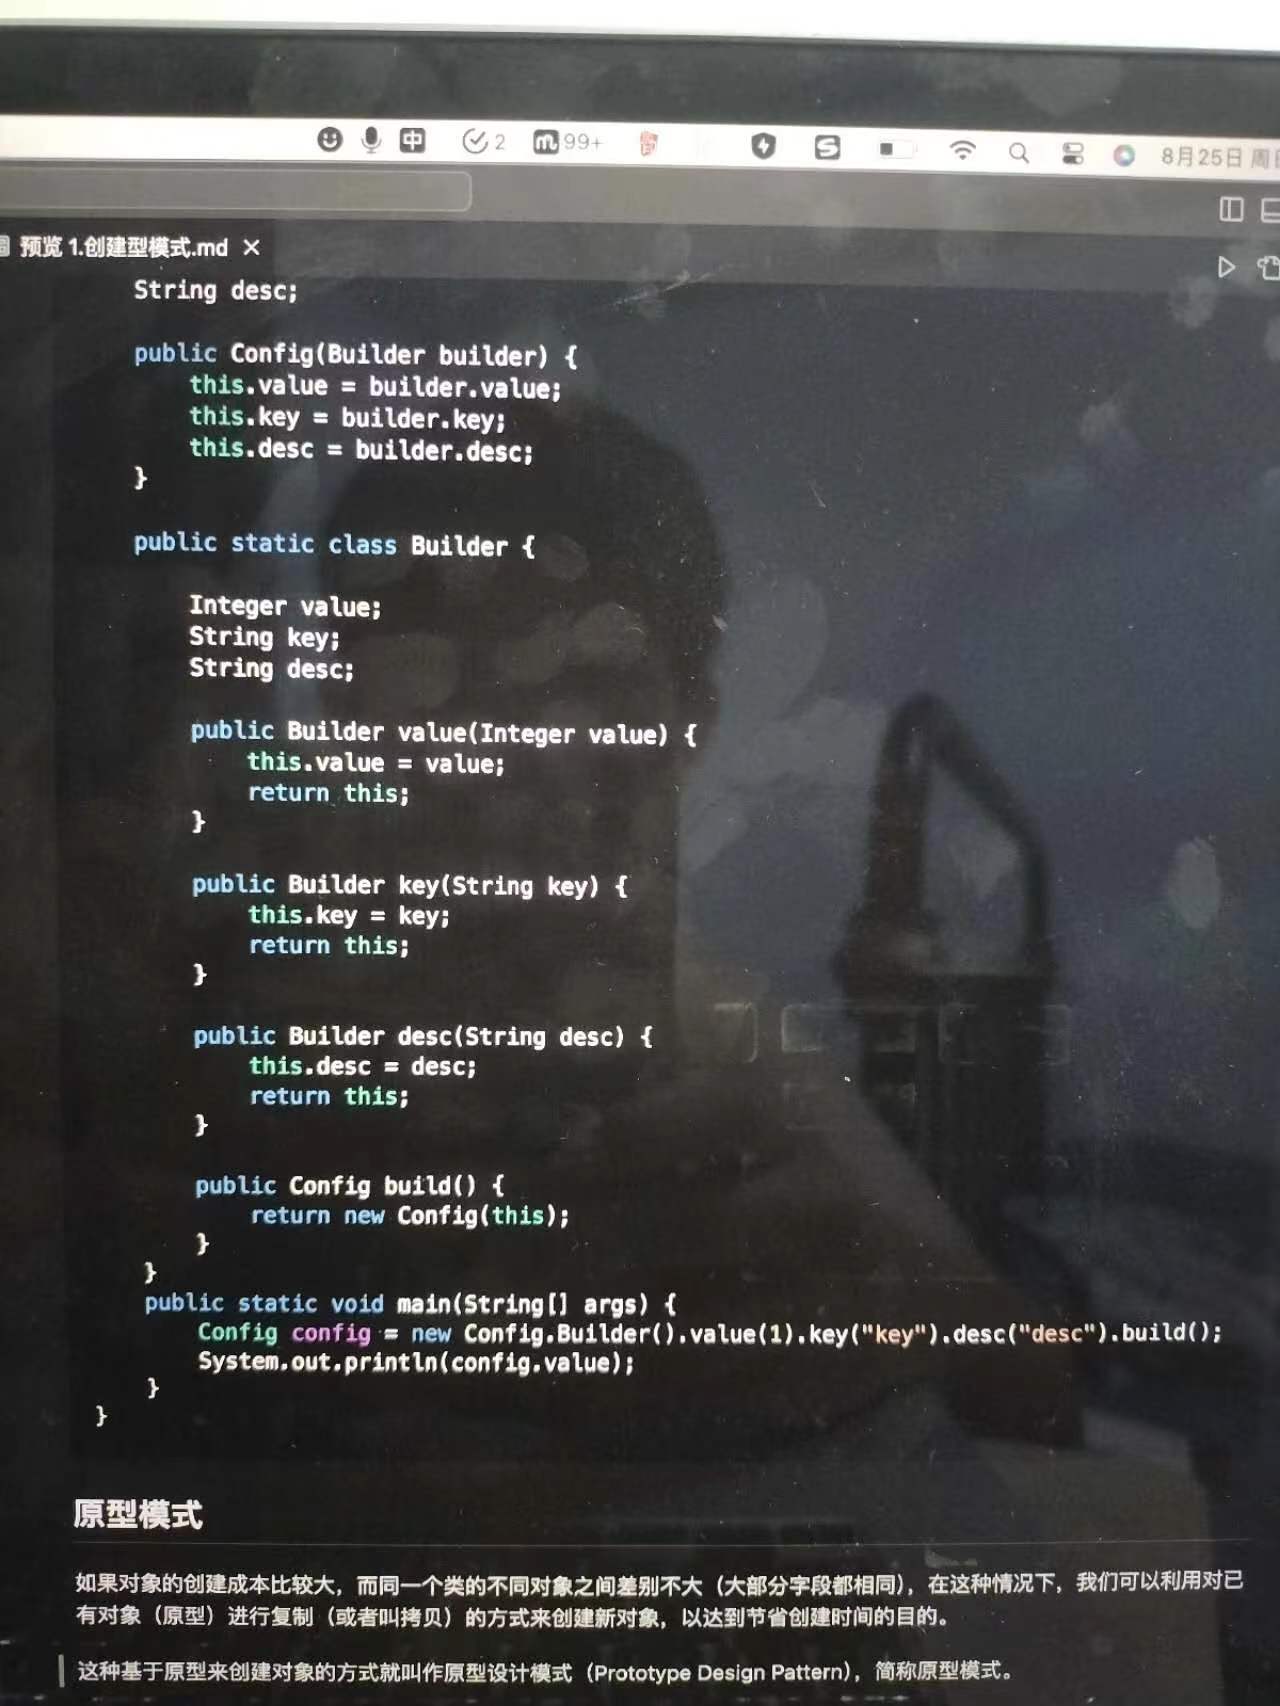 中
2
99+
8月25日
预览 1.创建型模式.md
String desc;
public Config(Builder builder) {
this.value = builder.value;
this.key = builder.key;
this.desc = builder.desc;
}
public static class Builder {
Integer value;
String key;
String desc;
public Builder value(Integer value) {
this.value = value;
return this;
}
public Builder key(String key) {
this.key = key;
return this;
}
public Builder desc(String desc) {
this.desc = desc;
return this;
}
public Config build() {
return new Config(this);
}
}
public static void main(String[] args) {
Config config = new Config.Builder().value(1).key("key").desc("desc").build();
System.out.println(config.value);
}
}
原型模式
如果对象的创建成本比较大，而同一个类的不同对象之间差别不大（大部分字段都相同），在这种情况下，我们可以利用对已
有对象（原型）进行复制（或者叫拷贝）的方式来创建新对象，以达到节省创建时间的目的。
这种基于原型来创建对象的方式就叫作原型设计模式（Prototype Design Pattern），简称原型模式。